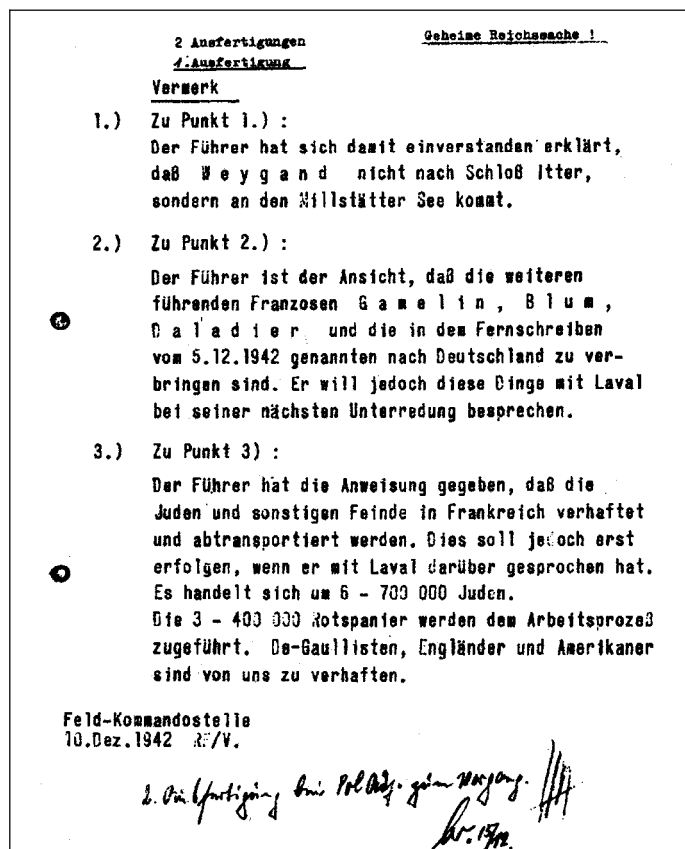 2 Ausfertigungen
Geheime Reichssache !
1.Ausfertigung
Vermerk
1.) Zu Punkt 1.) :
Der Führer hat sich damit einverstanden erklärt,
daß W e y g a n d nicht nach Schloß Itter,
sondern an den Millstätter See kommt.
2.) Zu Punkt 2.) :
Der Führer ist der Ansicht, daß die weiteren
führenden Franzosen G a m e l i n , B l u m ,
D a l a d i e r und die in dem Fernschreiben
vom 5.12.1942 genannten nach Deutschland zu ver-
bringen sind. Er will jedoch diese Dinge mit Laval
bei seiner nächsten Unterredung besprechen.
3.) Zu Punkt 3) :
Der Führer hat die Anweisung gegeben, daß die
Juden und sonstigen Feinde in Frankreich verhaftet
und abtransportiert werden. Dies soll jedoch erst
erfolgen, wenn er mit Laval darüber gesprochen hat.
Es handelt sich um 6 - 700 000 Juden.
Die 3 - 400 000 Rotspanier werden dem Arbeitsprozeß
zugeführt. De-Gaullisten, Engländer und Amerikaner
sind von uns zu verhaften.
Feld-Kommandostelle
10.Dez.1942 RF/V.
2. Ausfertigung zum Vorgang.
15/12.